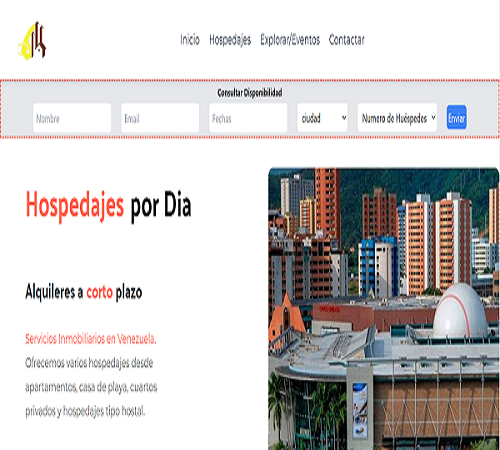 Inicio Hospedajes Explorar/Eventos Contactar
Consultar Disponibilidad
Nombre Email Fechas ciudad Numero de Huéspedes Enviar
Hospedajes por Dia
Alquileres a corto plazo
Servicios Inmobiliarios en Venezuela.
Ofrecemos varios hospedajes desde
apartamentos, casa de playa, cuartos
privados y hospedajes tipo hostal.